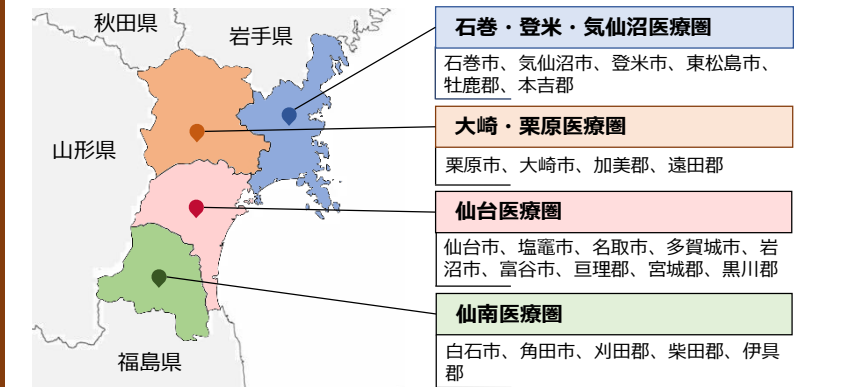 秋田県
岩手県
山形県
福島県
石巻・登米・気仙沼医療圏
石巻市、気仙沼市、登米市、東松島市、
牡鹿郡、本吉郡
大崎・栗原医療圏
栗原市、大崎市、加美郡、遠田郡
仙台医療圏
仙台市、塩竈市、名取市、多賀城市、岩
沼市、富谷市、亘理郡、宮城郡、黒川郡
仙南医療圏
白石市、角田市、刈田郡、柴田郡、伊具
郡